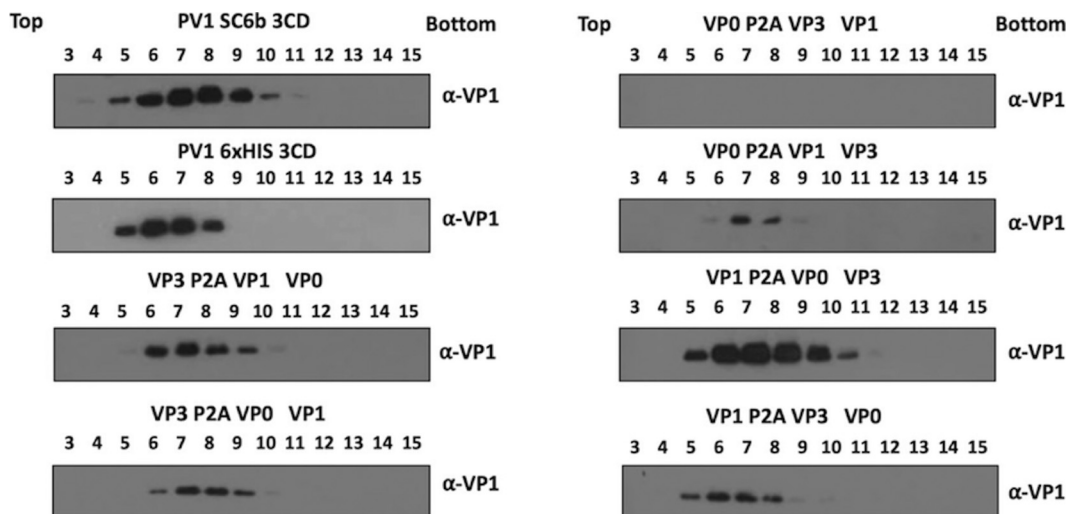 Top PV1 SC6b 3CD Bottom
3 4 5 6 7 8 9 10 11 12 13 14 15
α-VP1
PV1 6xHIS 3CD
3 4 5 6 7 8 9 10 11 12 13 14 15
α-VP1
VP3 P2A VP1 VP0
3 4 5 6 7 8 9 10 11 12 13 14 15
α-VP1
VP3 P2A VP0 VP1
3 4 5 6 7 8 9 10 11 12 13 14 15
α-VP1
Top VP0 P2A VP3 VP1 Bottom
3 4 5 6 7 8 9 10 11 12 13 14 15
α-VP1
VP0 P2A VP1 VP3
3 4 5 6 7 8 9 10 11 12 13 14 15
α-VP1
VP1 P2A VP0 VP3
3 4 5 6 7 8 9 10 11 12 13 14 15
α-VP1
VP1 P2A VP3 VP0
3 4 5 6 7 8 9 10 11 12 13 14 15
α-VP1